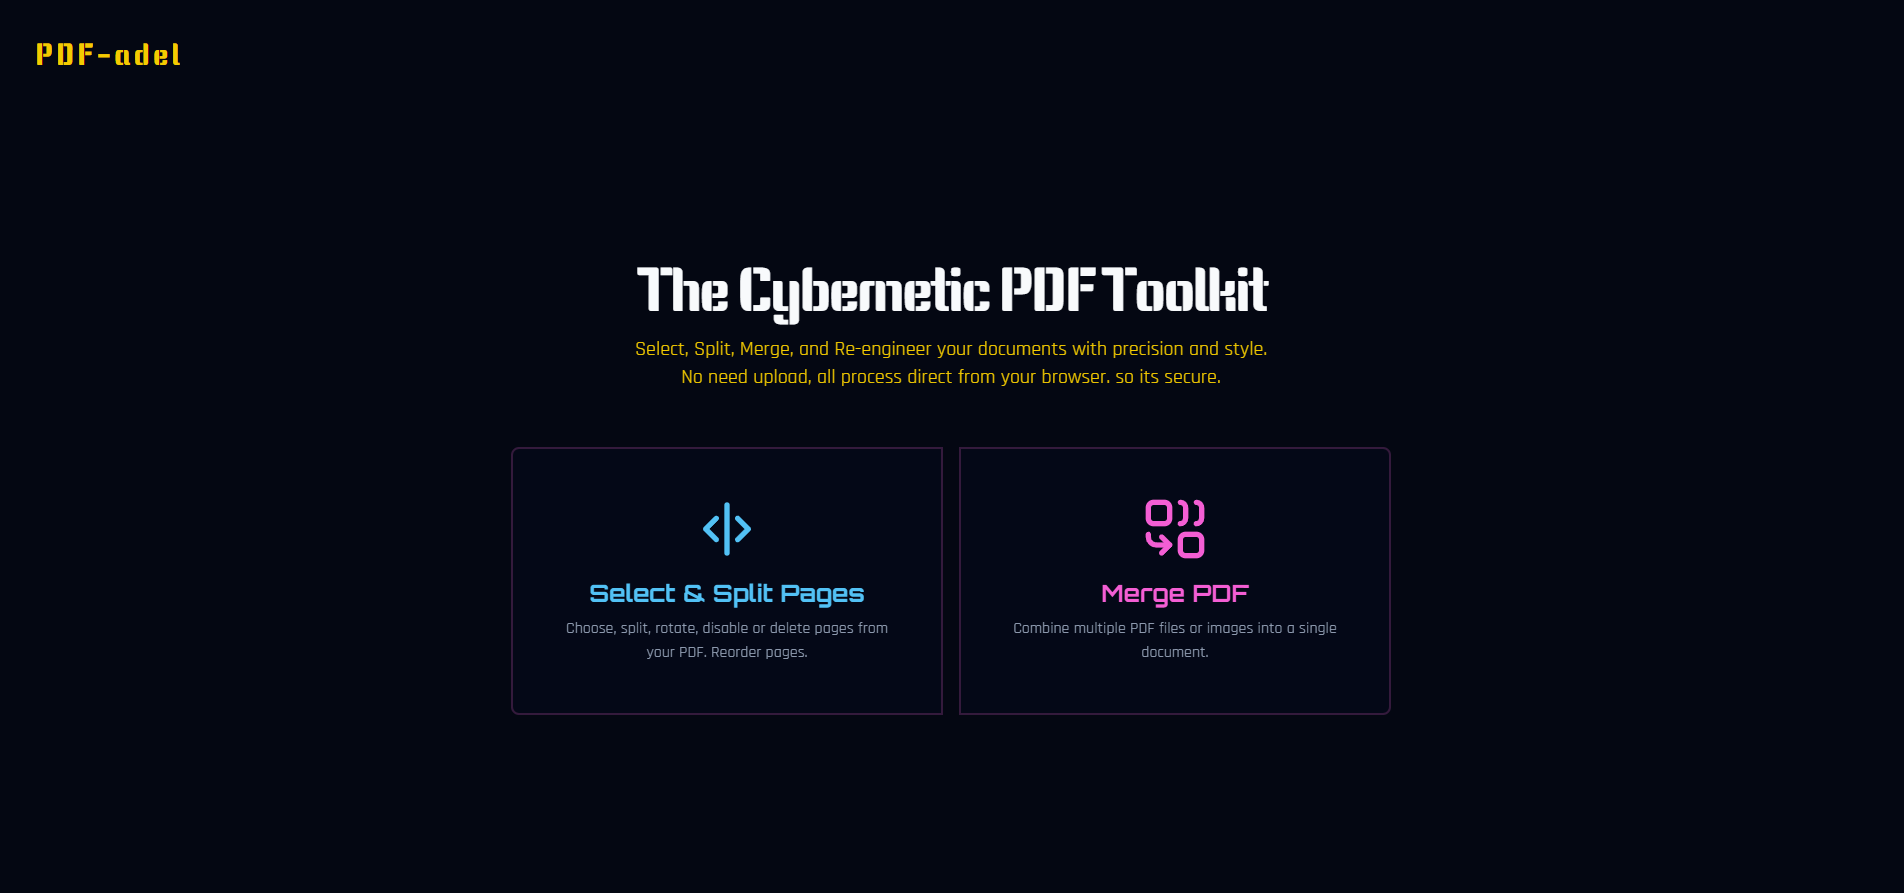 PDF-adel
The Cybernetic PDF Toolkit
Select, Split, Merge, and Re-engineer your documents with precision and style.
No need upload, all process direct from your browser. so its secure.
Select & Split Pages
Choose, split, rotate, disable or delete pages from
your PDF. Reorder pages.
Merge PDF
Combine multiple PDF files or images into a single
document.